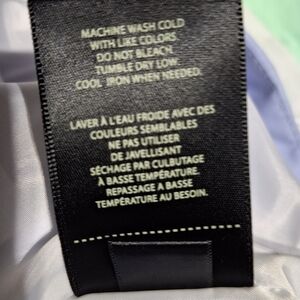 MACHINE WASH COLD
WITH LIKE COLORS
DO NOT BLEACH.
TUMBLE DRY LOW.
COOL IRON WHEN NEEDED.
LAVER À L'EAU FROIDE AVEC DES
COULEURS SEMBLABLES
NE PAS UTILISER
DE JAVELLISANT
SÉCHAGE PAR CULBUTAGE
À BASSE TEMPÉRATURE.
REPASSAGE A BASSE
TEMPÉRATURE AU BESOIN.